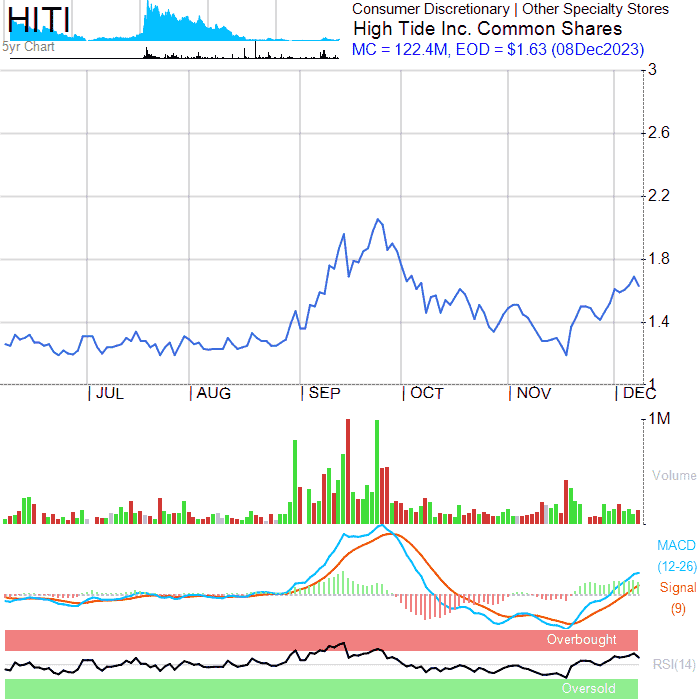 HITI
5yr Chart
Consumer Discretionary | Other Specialty Stores
High Tide Inc. Common Shares
MC = 122.4M, EOD = $1.63 (08Dec2023)
3
2.6
2.2
1.8
1.4
1
JUL AUG SEP OCT NOV DEC
1M
Volume
MACD
(12-26)
Signal
(9)
Overbought
RSI(14)
Oversold